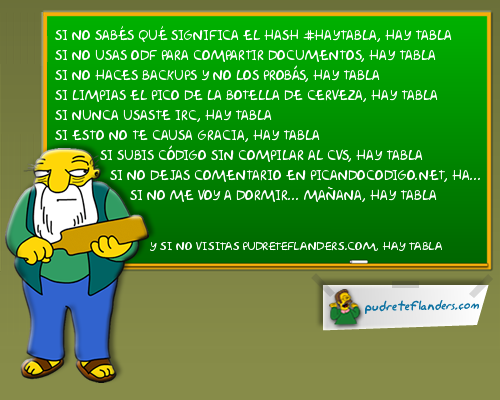 SI NO SABÉS QUÉ SIGNIFICA EL HASH #HAYTABLA, HAY TABLA
SI NO USAS ODF PARA COMPARTIR DOCUMENTOS, HAY TABLA
SI NO HACES BACKUPS Y NO LOS PROBÁS, HAY TABLA
SI LIMPIAS EL PICO DE LA BOTELLA DE CERVEZA, HAY TABLA
SI NUNCA USASTE IRC, HAY TABLA
SI ESTO NO TE CAUSA GRACIA, HAY TABLA
SI SUBIS CÓDIGO SIN COMPILAR AL CVS, HAY TABLA
SI NO DEJAS COMENTARIO EN PICANDOCODIGO.NET, HA...
SI NO ME VOY A DORMIR... MAÑANA, HAY TABLA
Y SI NO VISITAS PUDRETEFLANDERS.COM, HAY TABLA
pudreteflanders.com